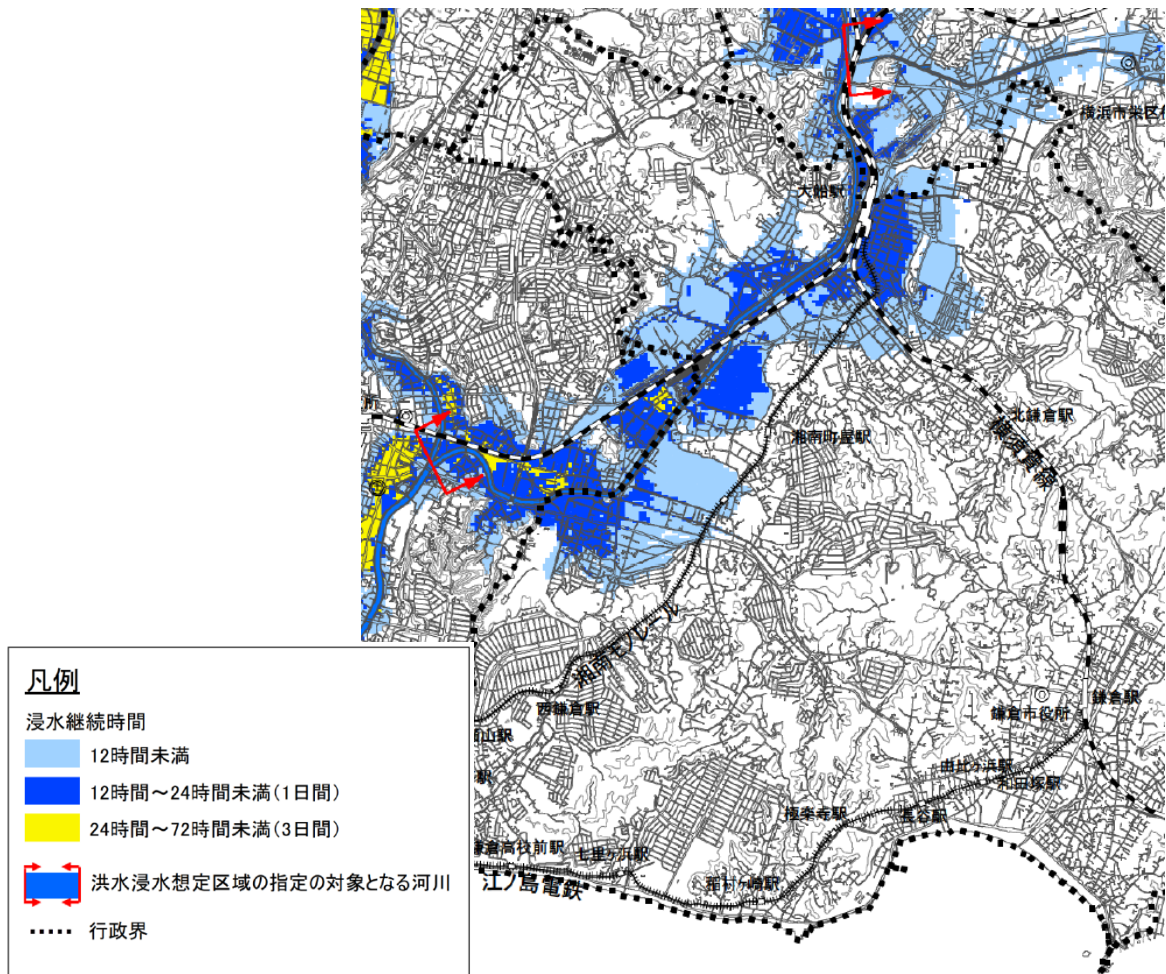 横浜市栄区
大船駅
北鎌倉駅
横須賀線
湘南町屋駅
湘南モノレール
西鎌倉駅
山駅
駅
鎌倉駅
鎌倉市役所
由比ヶ浜駅
和田塚駅
極楽寺駅
長谷駅
鎌倉高校前駅
七里ヶ浜駅
稲村ヶ崎駅
江ノ島電鉄
凡例
浸水継続時間
12時間未満
12時間～24時間未満(1日間)
24時間～72時間未満(3日間)
洪水浸水想定区域の指定の対象となる河川
行政界